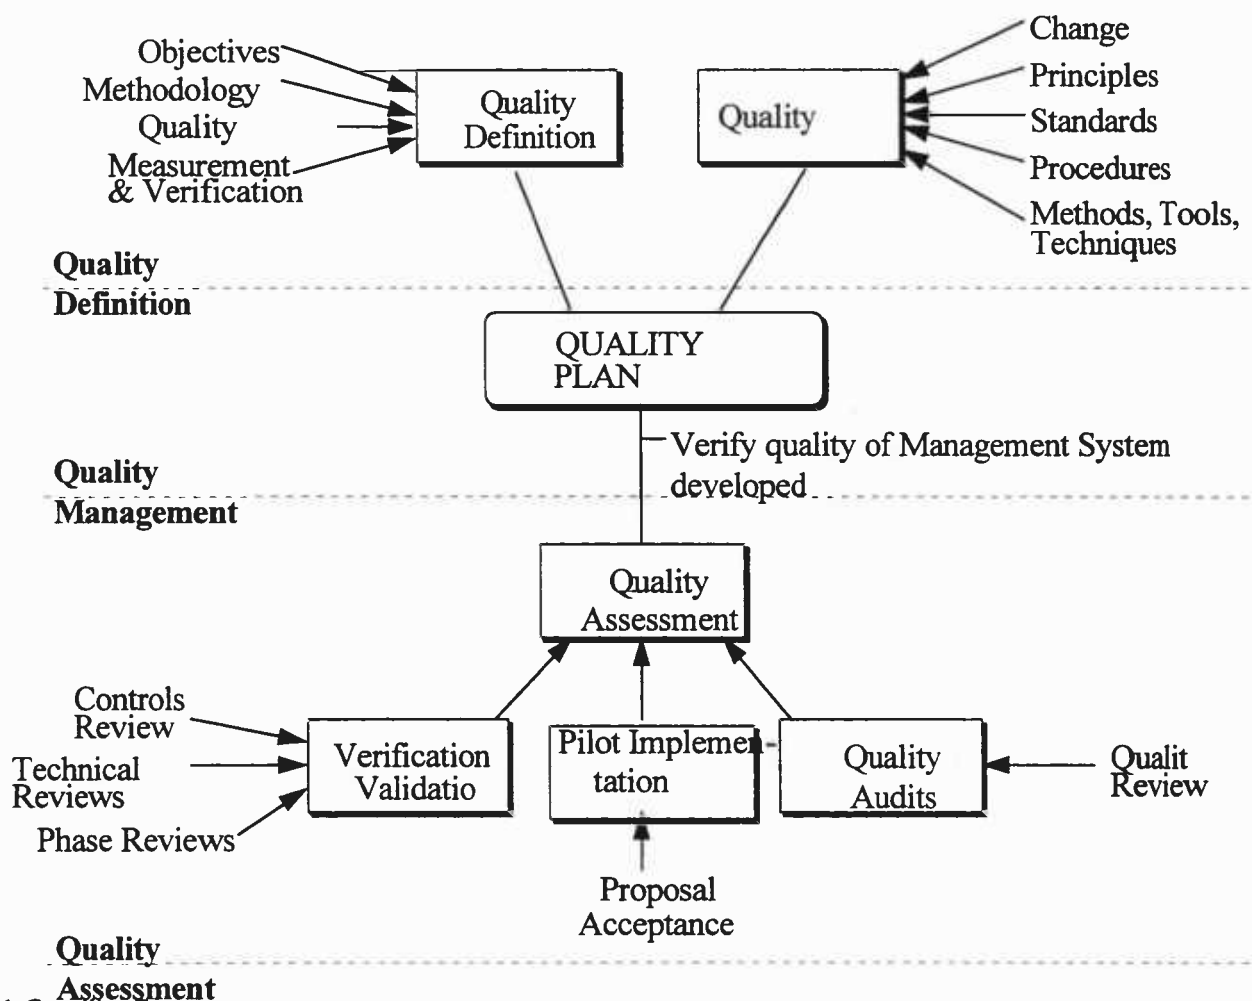 Objectives
Methodology
Quality
Measurement
& Verification
Quality
Definition
Quality
Change
Principles
Standards
Procedures
Methods, Tools,
Techniques
Quality
Definition
QUALITY
PLAN
Verify quality of Management System
developed
Quality
Management
Quality
Assessment
Controls
Review
Technical
Reviews
Phase Reviews
Verification
Validatio
Pilot Implemen-
tation
Quality
Audits
Qualit
Review
Proposal
Acceptance
Quality
Assessment